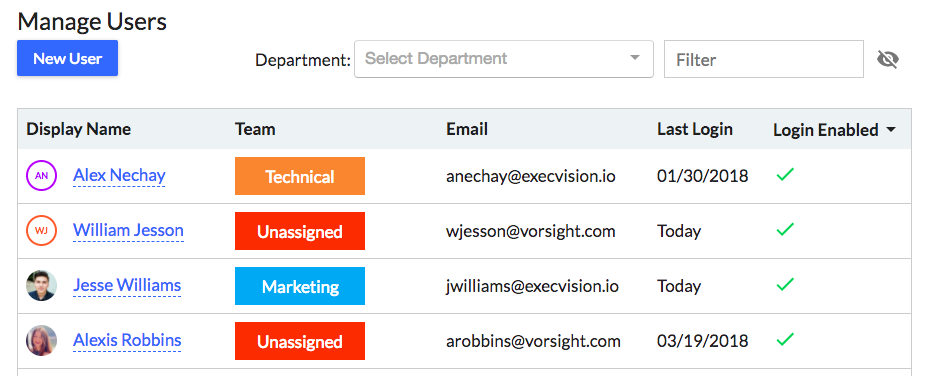 Manage Users
New User Department: Select Department Filter
Display Name Team Email Last Login Login Enabled
AN Alex Nechay Technical anechay@execvision.io 01/30/2018
WJ William Jesson Unassigned wjesson@vorsight.com Today
Jesse Williams Marketing jwilliams@execvision.io Today
Alexis Robbins Unassigned arobbins@vorsight.com 03/19/2018